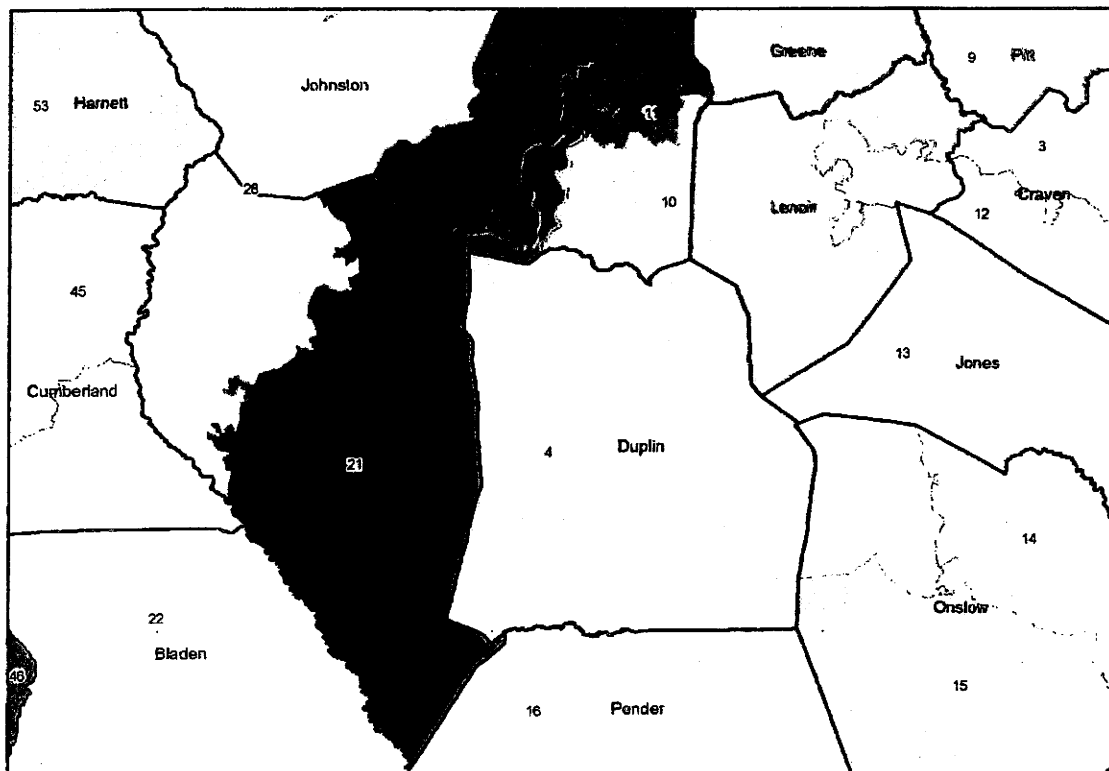 Greene
9 Pitt
Johnston
53 Harnett
11
3
28
10
Lenoir
12 Craven
45
13 Jones
Cumberland
21
4 Duplin
14
Onslow
22
Bladen
46
16 Pender
15